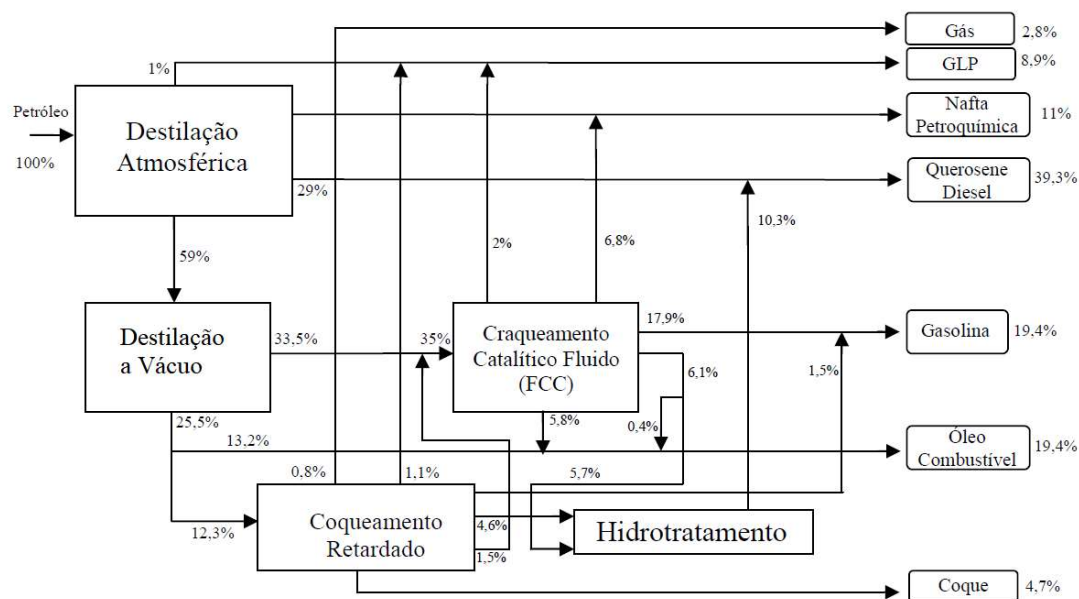 Gás 2,8%
GLP 8,9%
1%
Petróleo
100%
Destilação
Atmosférica
Nafta
Petroquímica
11%
Querosene
Diesel
39,3%
29%
10,3%
59%
2%
6,8%
Destilação
a Vácuo
33,5%
35%
Craqueamento
Catalítico Fluido
(FCC)
17,9%
Gasolina 19,4%
6,1%
1,5%
25,5%
5,8%
0,4%
13,2%
Óleo
Combustível
19,4%
0,8%
1,1%
5,7%
12,3%
Coqueamento
Retardado
4,6%
1,5%
Hidrotratamento
Coque 4,7%